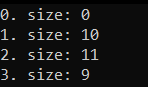 0. size: 0
1. size: 10
2. size: 11
3. size: 9